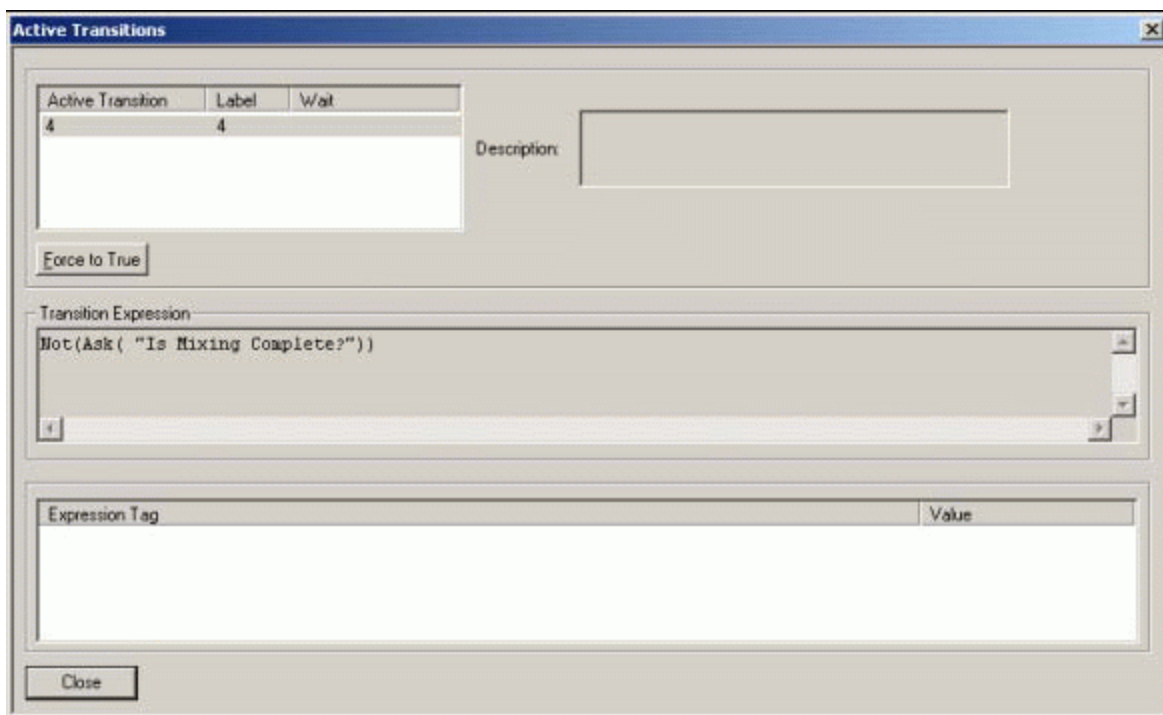 Active Transitions
Active Transition Label Wait
4 4
Description:
Force to True
Transition Expression
Not(Ask( "Is Mixing Complete?"))
Expression Tag Value
Close